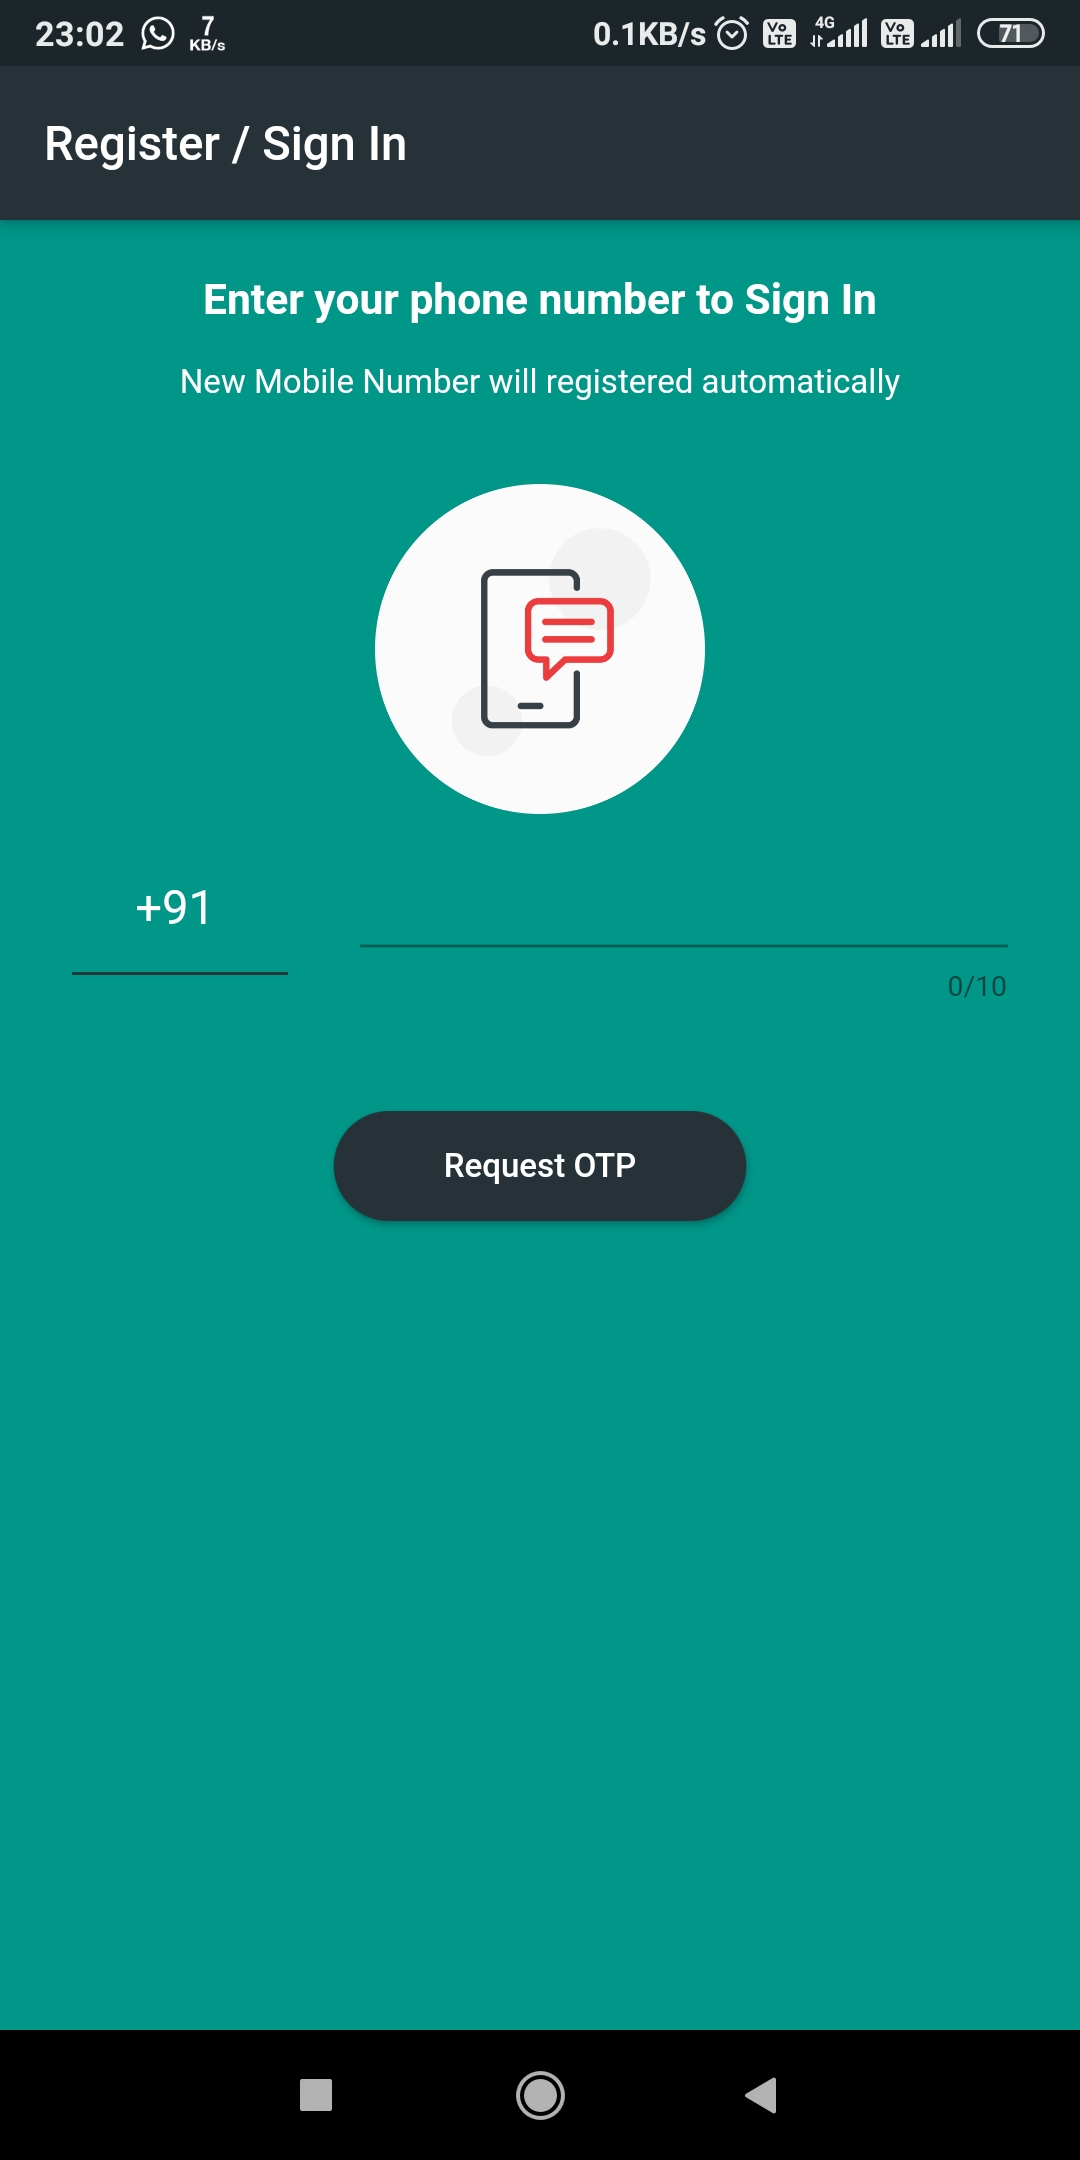 23:02 7 KB/s 0.1KB/s Vo LTE 4G Vo LTE 71
Register / Sign In
Enter your phone number to Sign In
New Mobile Number will registered automatically
+91
0/10
Request OTP